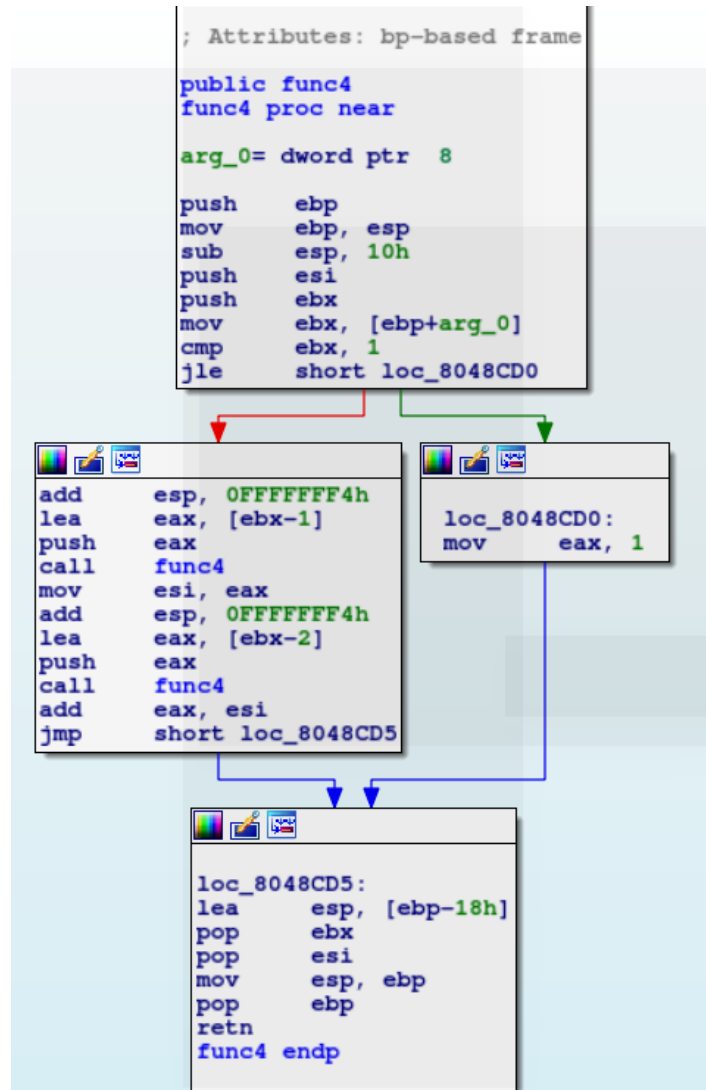 ; Attributes: bp-based frame
public func4
func4 proc near
arg_0= dword ptr  8
push    ebp
mov     ebp, esp
sub     esp, 10h
push    esi
push    ebx
mov     ebx, [ebp+arg_0]
cmp     ebx, 1
jle     short loc_8048CD0
add     esp, 0FFFFFFF4h
lea     eax, [ebx-1]
push    eax
call    func4
mov     esi, eax
add     esp, 0FFFFFFF4h
lea     eax, [ebx-2]
push    eax
call    func4
add     eax, esi
jmp     short loc_8048CD5
loc_8048CD0:
mov     eax, 1
loc_8048CD5:
lea     esp, [ebp-18h]
pop     ebx
pop     esi
mov     esp, ebp
pop     ebp
retn
func4 endp